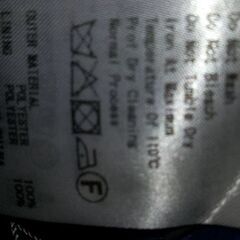 Do Not Wash
Do Not Bleach
Do Not Tumble Dry
Iron At Maximum
Temperature Of 110°C
Prof Dry Cleaning
Normal Process
F
OUTER MATERIAL
POLYESTER 100%
LINING
POLYESTER 100%